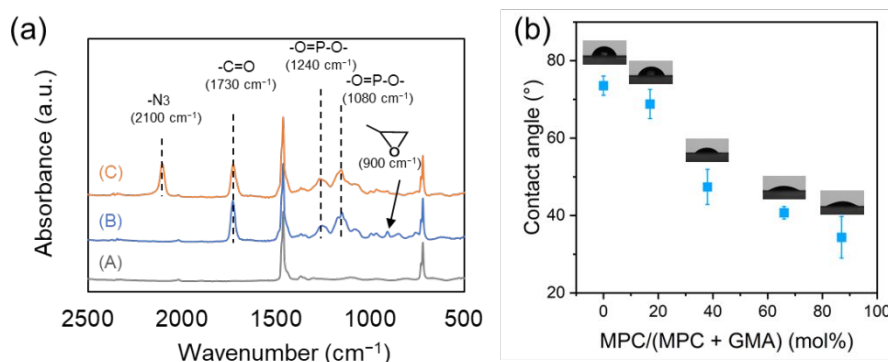 (a)
-O=P-O-
(1240 cm⁻¹)
-C=O
(1730 cm⁻¹)
-O=P-O-
(1080 cm⁻¹)
-N3
(2100 cm⁻¹)
O
(900 cm⁻¹)
(C)
(B)
(A)
Absorbance (a.u.)
2500 2000 1500 1000 500
Wavenumber (cm⁻¹)
(b)
Contact angle (°)
80
60
40
20
0 20 40 60 80 100
MPC/(MPC + GMA) (mol%)